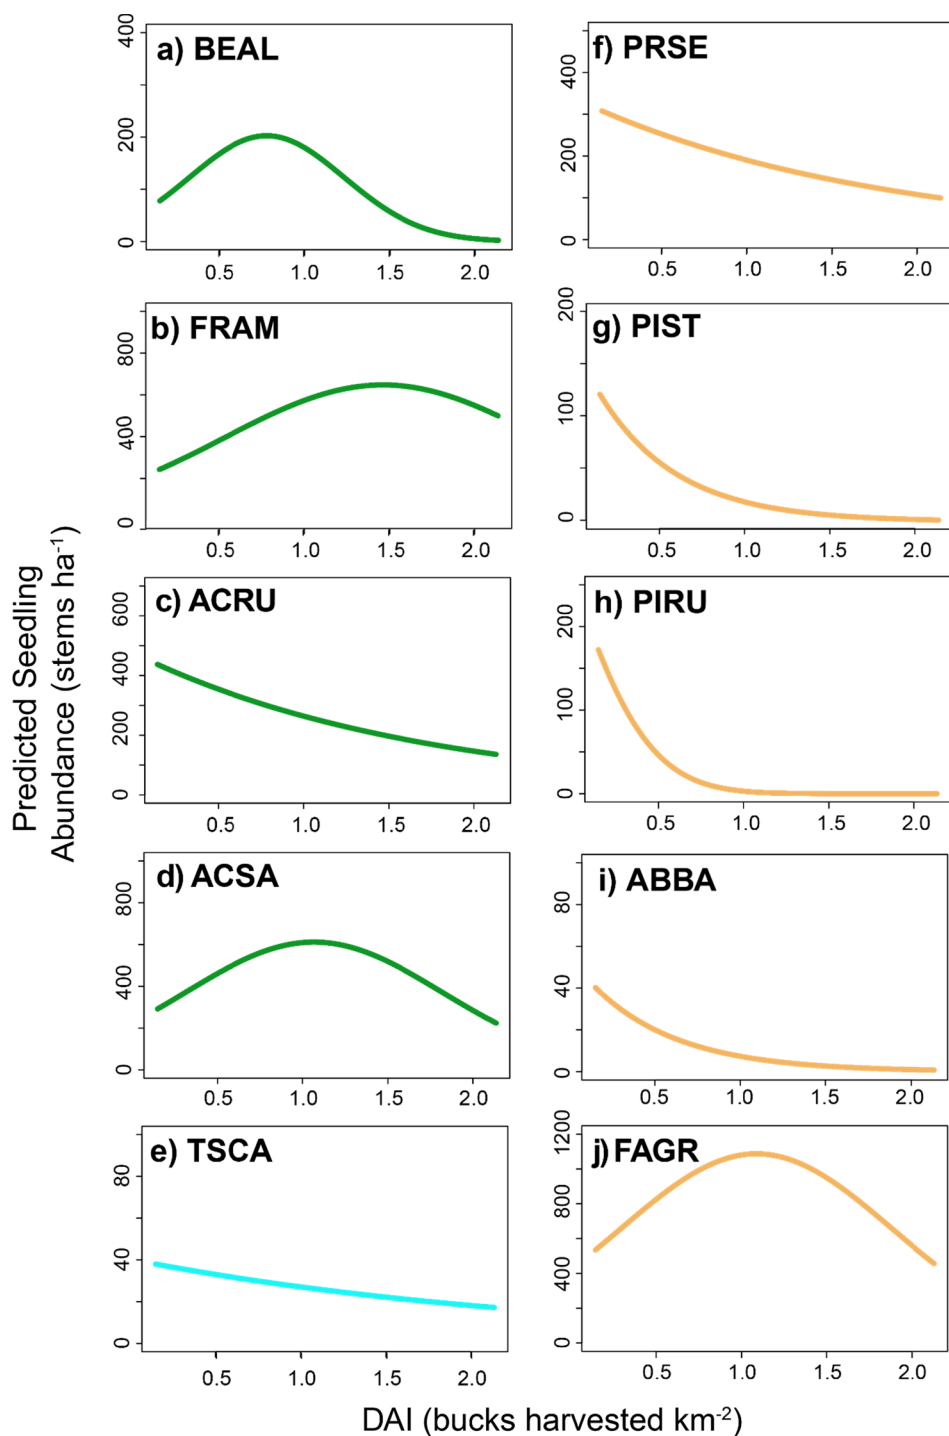 a) BEAL
400
200
0
0.5 1.0 1.5 2.0
b) FRAM
800
400
0
0.5 1.0 1.5 2.0
c) ACRU
600
400
200
0
0.5 1.0 1.5 2.0
d) ACSA
800
400
0
0.5 1.0 1.5 2.0
e) TSCA
80
40
0
0.5 1.0 1.5 2.0
f) PRSE
400
200
0
0.5 1.0 1.5 2.0
g) PIST
200
100
0
0.5 1.0 1.5 2.0
h) PIRU
200
100
0
0.5 1.0 1.5 2.0
i) ABBA
80
40
0
0.5 1.0 1.5 2.0
j) FAGR
1200
800
400
0
0.5 1.0 1.5 2.0
Predicted Seedling
Abundance (stems ha⁻¹)
DAI (bucks harvested km⁻²)